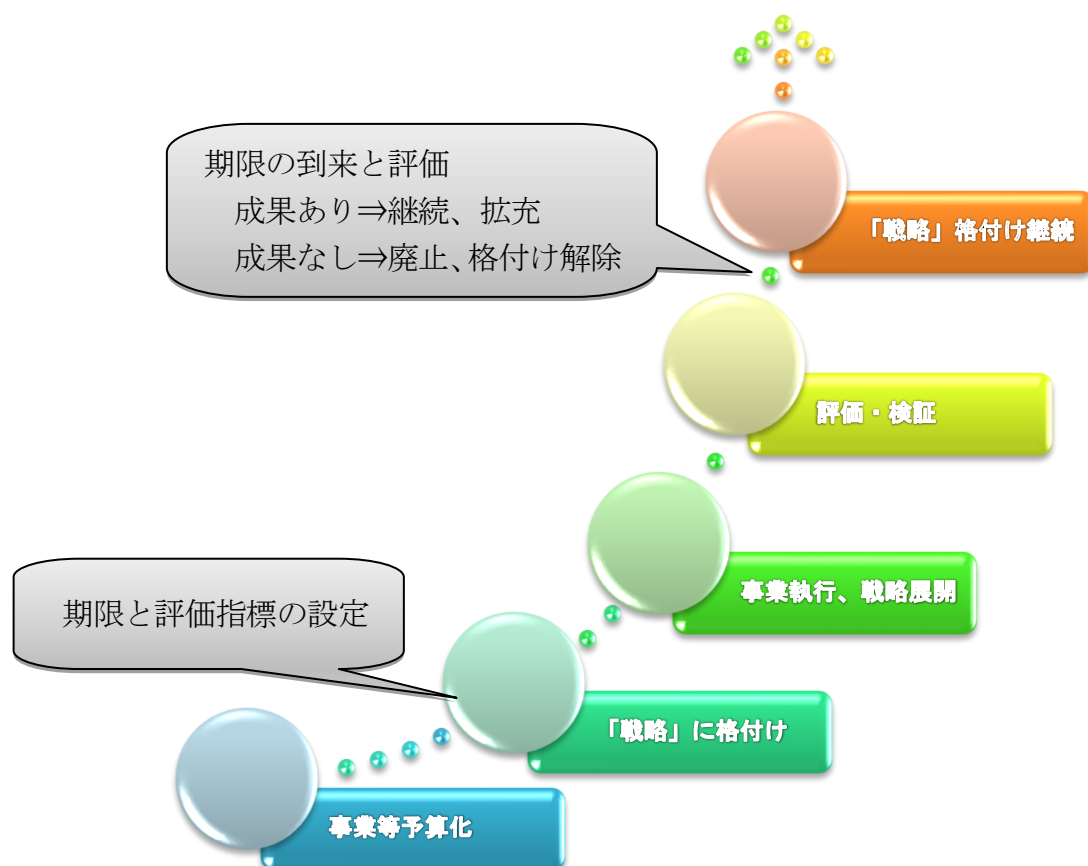 期限の到来と評価
成果あり⇒継続、拡充
成果なし⇒廃止、格付け解除
「戦略」格付け継続
評価・検証
事業執行、戦略展開
期限と評価指標の設定
「戦略」に格付け
事業等予算化